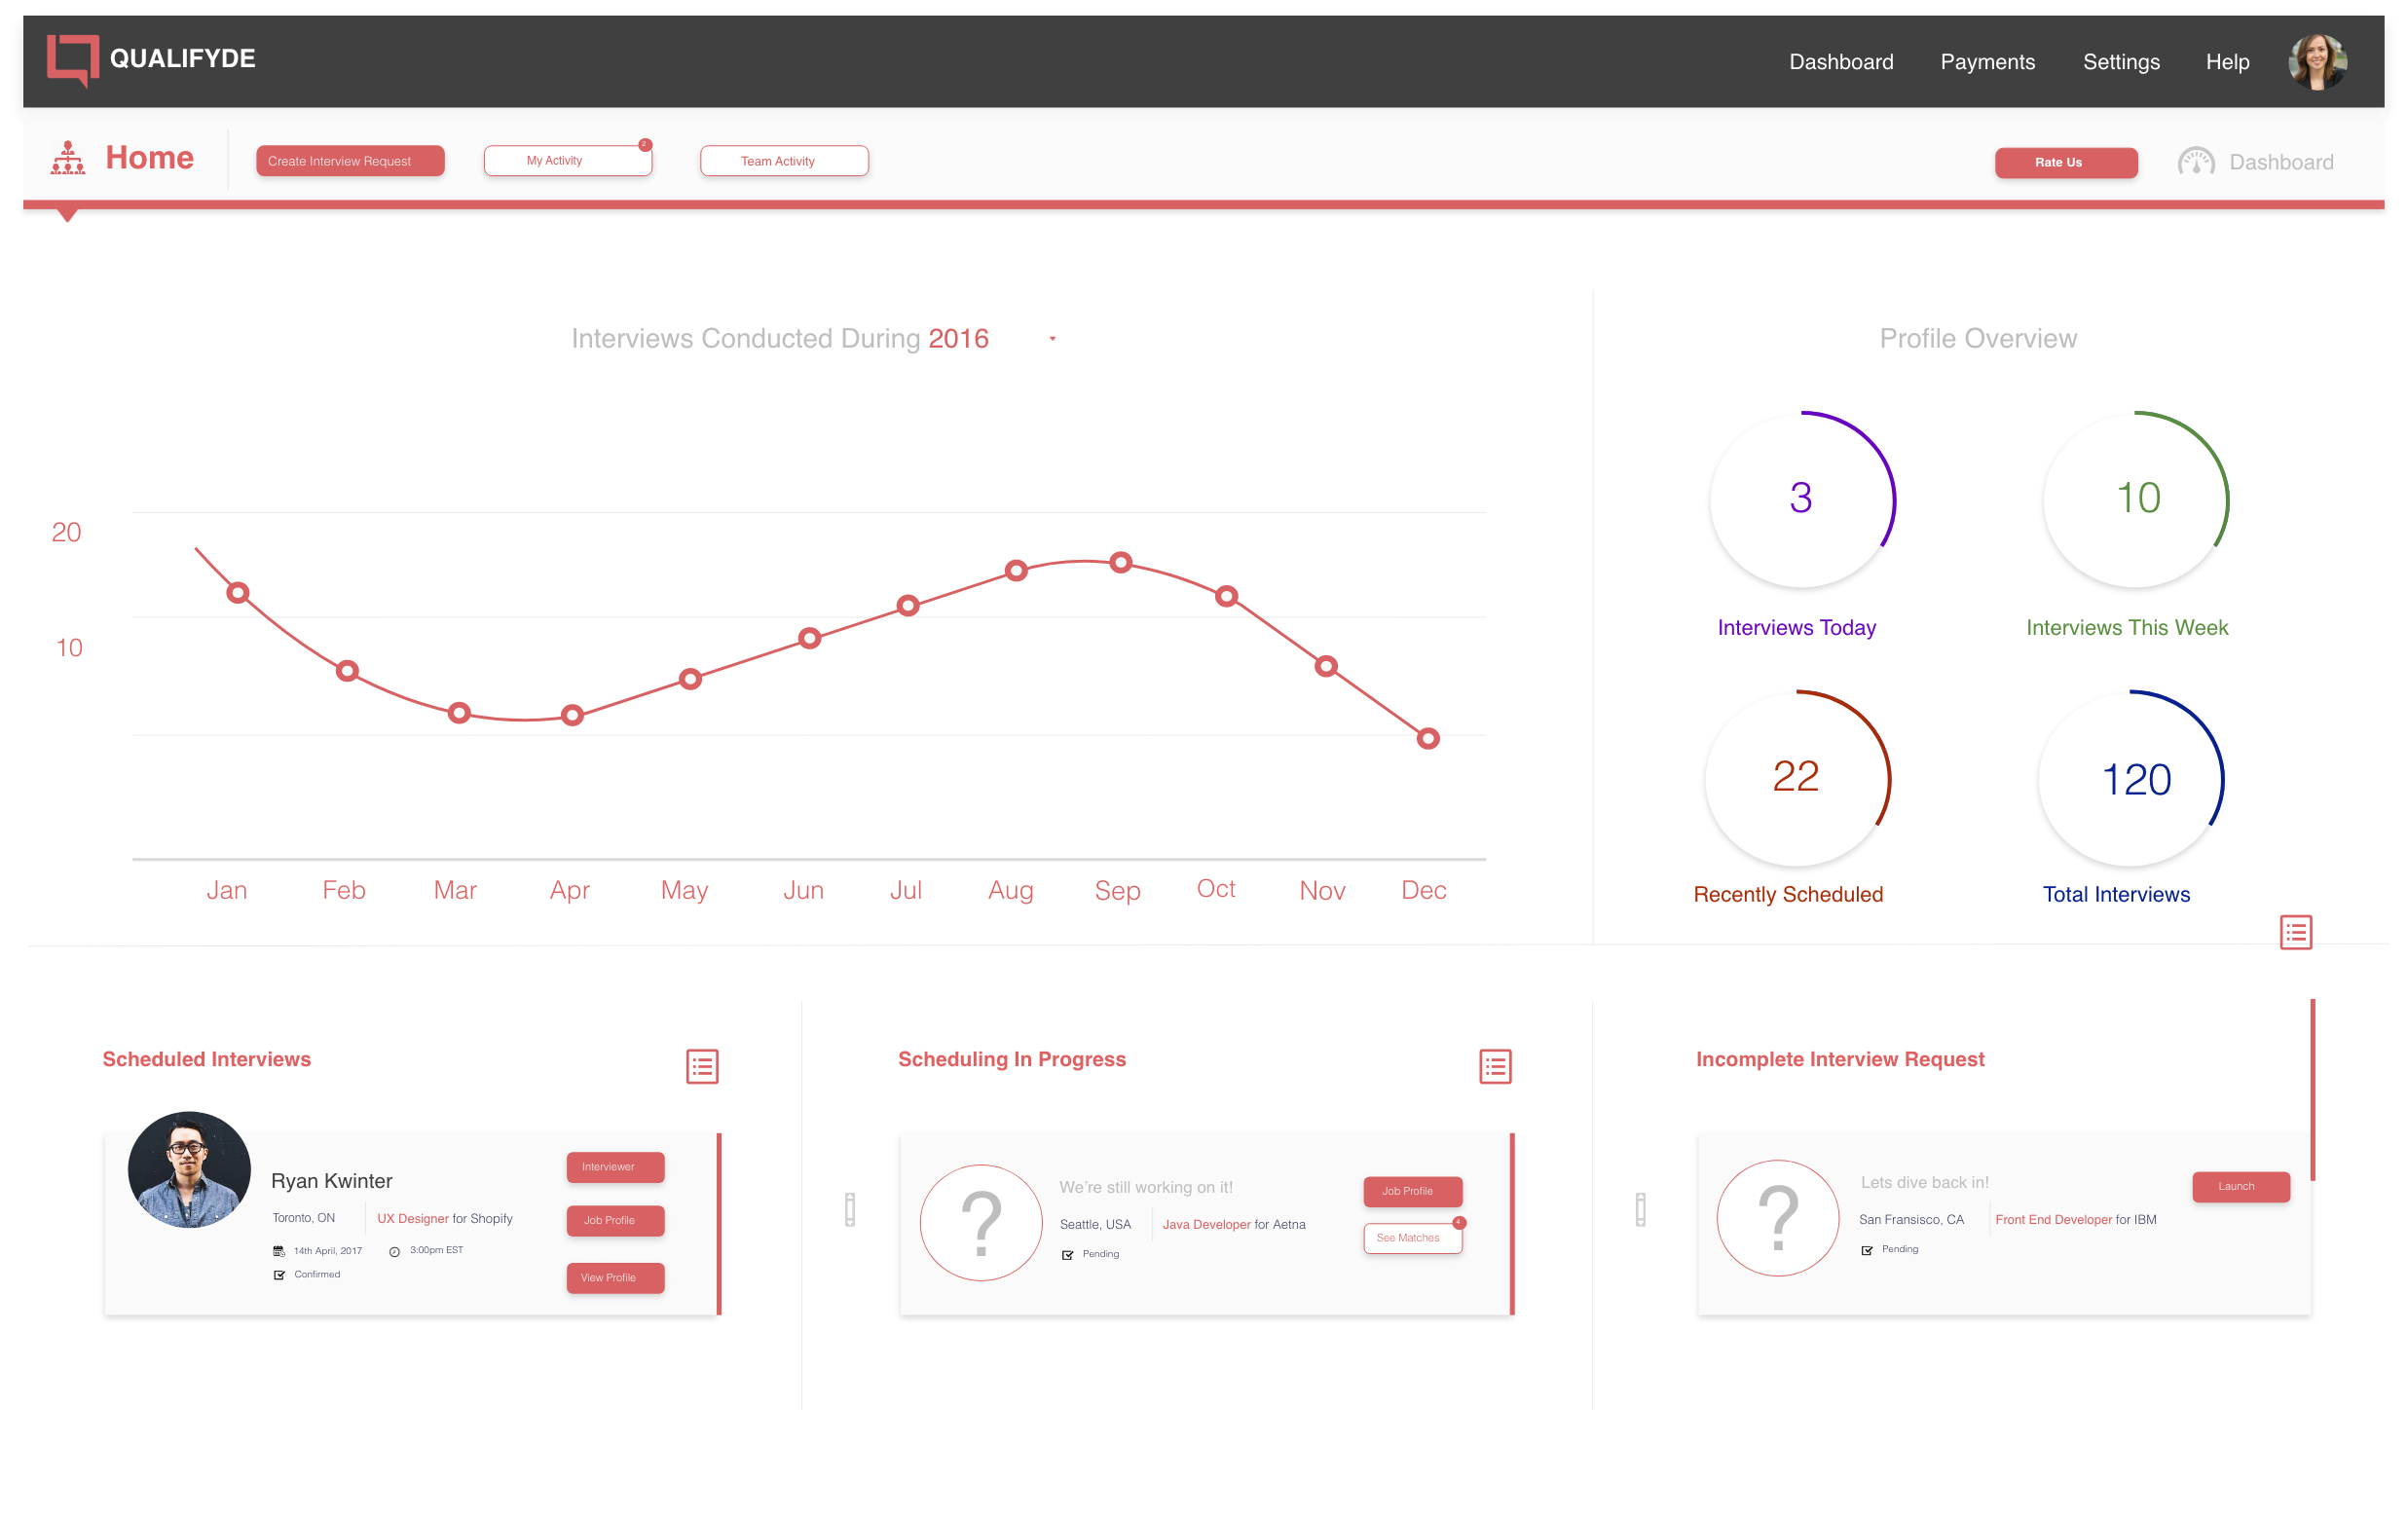 QUALIFYDE
Dashboard Payments Settings Help
Home
Create Interview Request
My Activity
2
Team Activity
Rate Us
Dashboard
Interviews Conducted During 2016
20
10
Jan Feb Mar Apr May Jun Jul Aug Sep Oct Nov Dec
Profile Overview
3
Interviews Today
10
Interviews This Week
22
Recently Scheduled
120
Total Interviews
Scheduled Interviews
Ryan Kwinter
Toronto, ON
UX Designer for Shopify
14th April, 2017
3:00pm EST
Confirmed
Interviewer
Job Profile
View Profile
Scheduling In Progress
?
We're still working on it!
Seattle, USA
Java Developer for Aetna
Pending
Job Profile
See Matches
4
Incomplete Interview Request
?
Lets dive back in!
San Fransisco, CA
Front End Developer for IBM
Pending
Launch